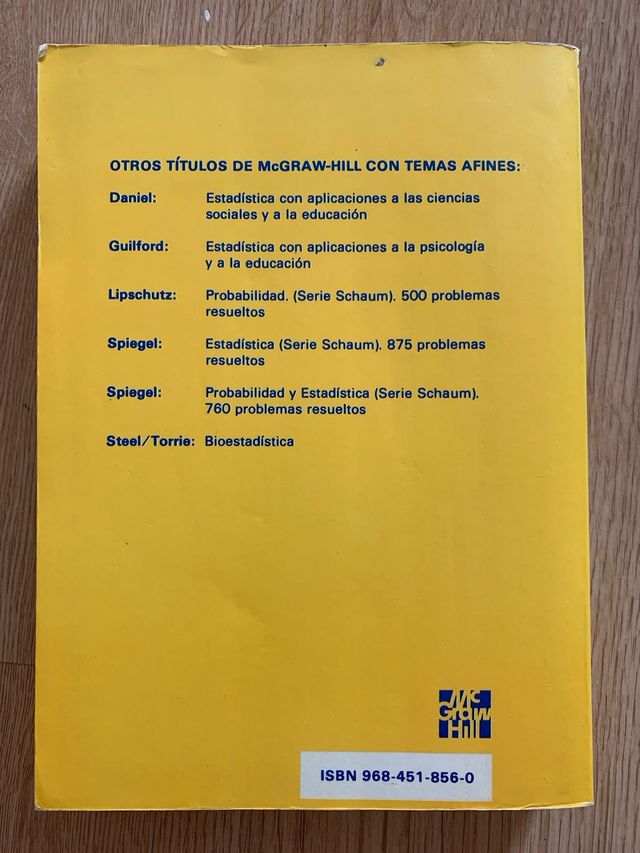 OTROS TÍTULOS DE McGRAW-HILL CON TEMAS AFINES:
Daniel: Estadística con aplicaciones a las ciencias
sociales y a la educación
Guilford: Estadística con aplicaciones a la psicología
y a la educación
Lipschutz: Probabilidad. (Serie Schaum). 500 problemas
resueltos
Spiegel: Estadística (Serie Schaum). 875 problemas
resueltos
Spiegel: Probabilidad y Estadística (Serie Schaum).
760 problemas resueltos
Steel/Torrie: Bioestadística
Mc
Graw
Hill
ISBN 968-451-856-0